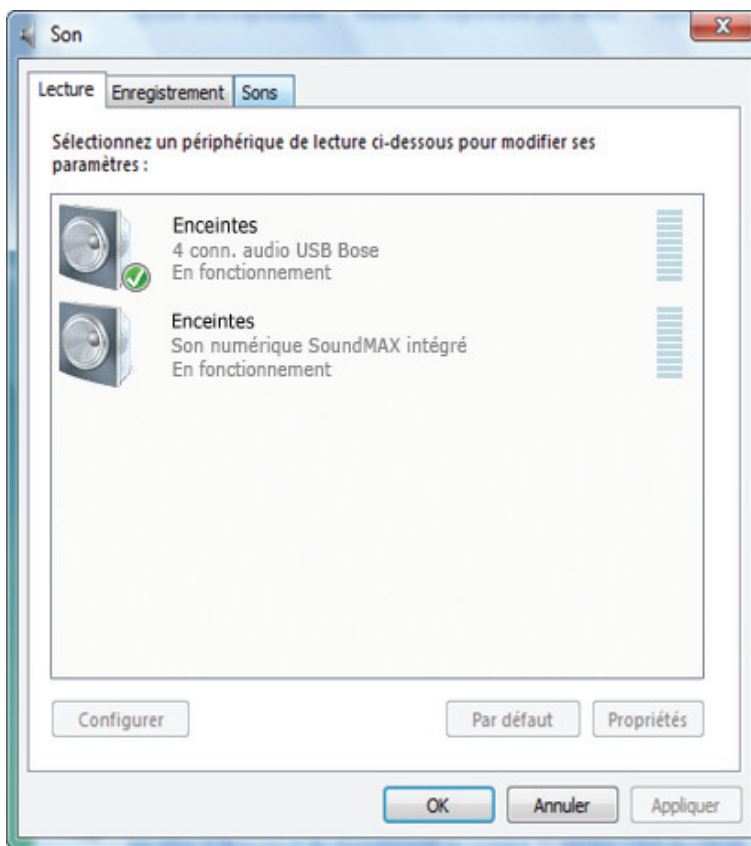 Son
Lecture Enregistrement Sons
Sélectionnez un périphérique de lecture ci-dessous pour modifier ses
paramètres :
Enceintes
4 conn. audio USB Bose
En fonctionnement
Enceintes
Son numérique SoundMAX intégré
En fonctionnement
Configurer Par défaut Propriétés
OK Annuler Appliquer